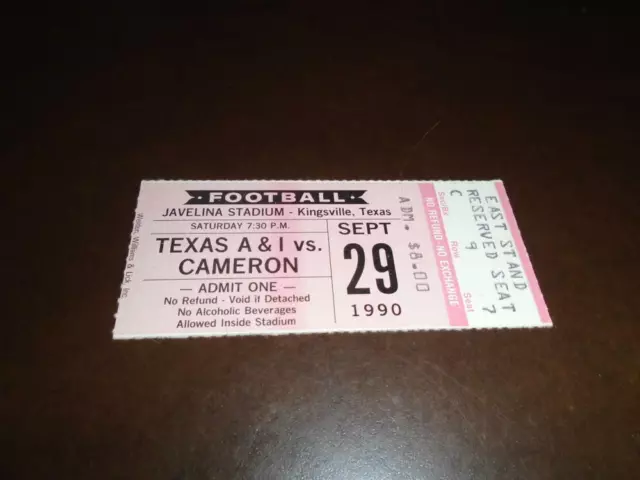 FOOTBALL
JAVELINA STADIUM - Kingsville, Texas
SATURDAY 7:30 P.M.
TEXAS A & I vs.
CAMERON
— ADMIT ONE —
No Refund - Void if Detached
No Alcoholic Beverages
Allowed Inside Stadium
SEPT
29
1990
ADM. $8.00
NO REFUND - NO EXCHANGE
Row
Seat
C 9 7
EAST STAND
RESERVED SEAT